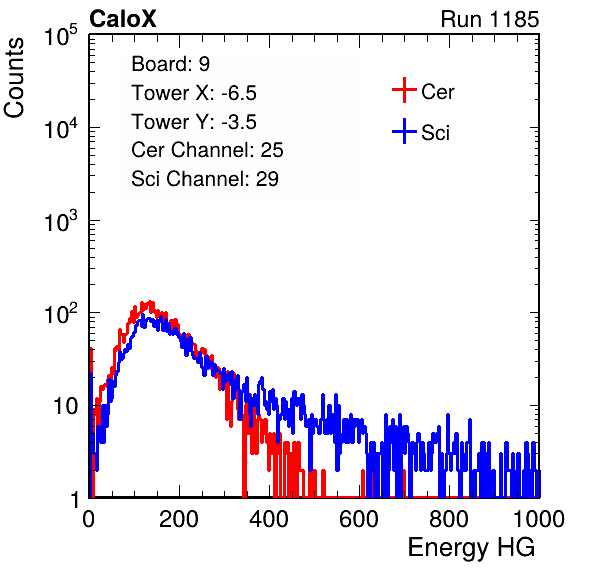 CaloX Run 1185
Counts
Board: 9
Tower X: -6.5
Tower Y: -3.5
Cer Channel: 25
Sci Channel: 29
Cer
Sci
10^5
10^4
10^3
10^2
10
1
0 200 400 600 800 1000
Energy HG